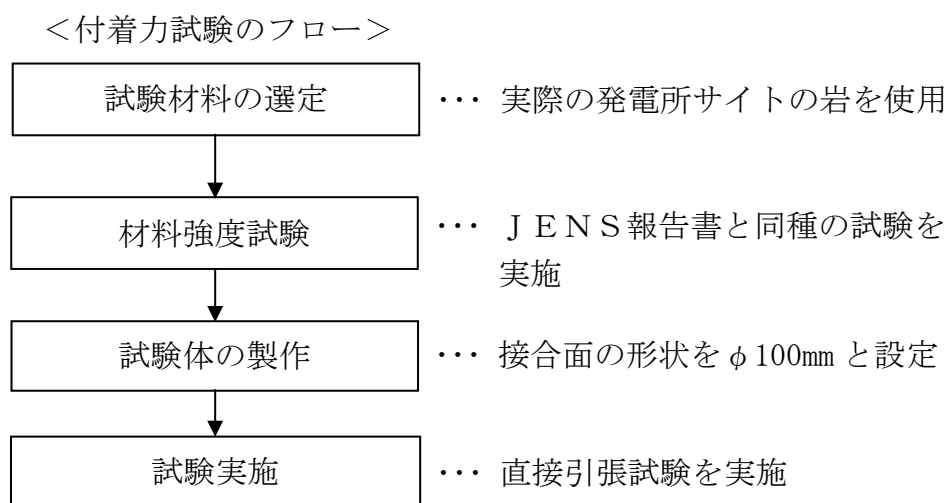 ＜付着力試験のフロー＞
試験材料の選定 ・・・ 実際の発電所サイトの岩を使用
材料強度試験 ・・・ ＪＥＮＳ報告書と同種の試験を
実施
試験体の製作 ・・・ 接合面の形状をφ100㎜と設定
試験実施 ・・・ 直接引張試験を実施